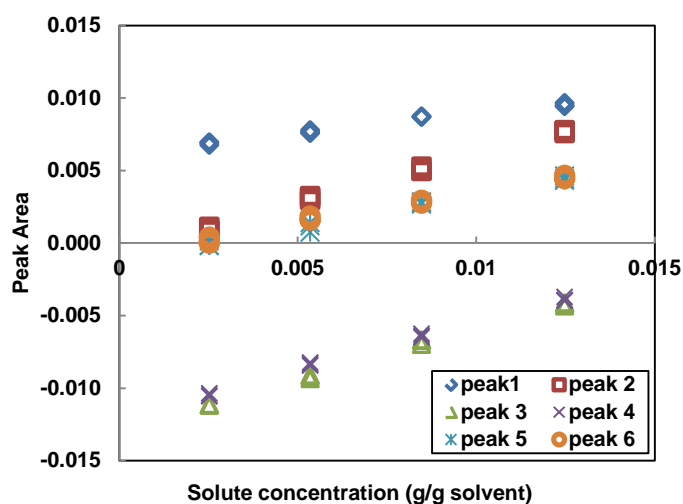 0.015
0.010
0.005
0.000
-0.005
-0.010
-0.015
Peak Area
0 0.005 0.01 0.015
peak1 peak 2
peak 3 peak 4
peak 5 peak 6
Solute concentration (g/g solvent)